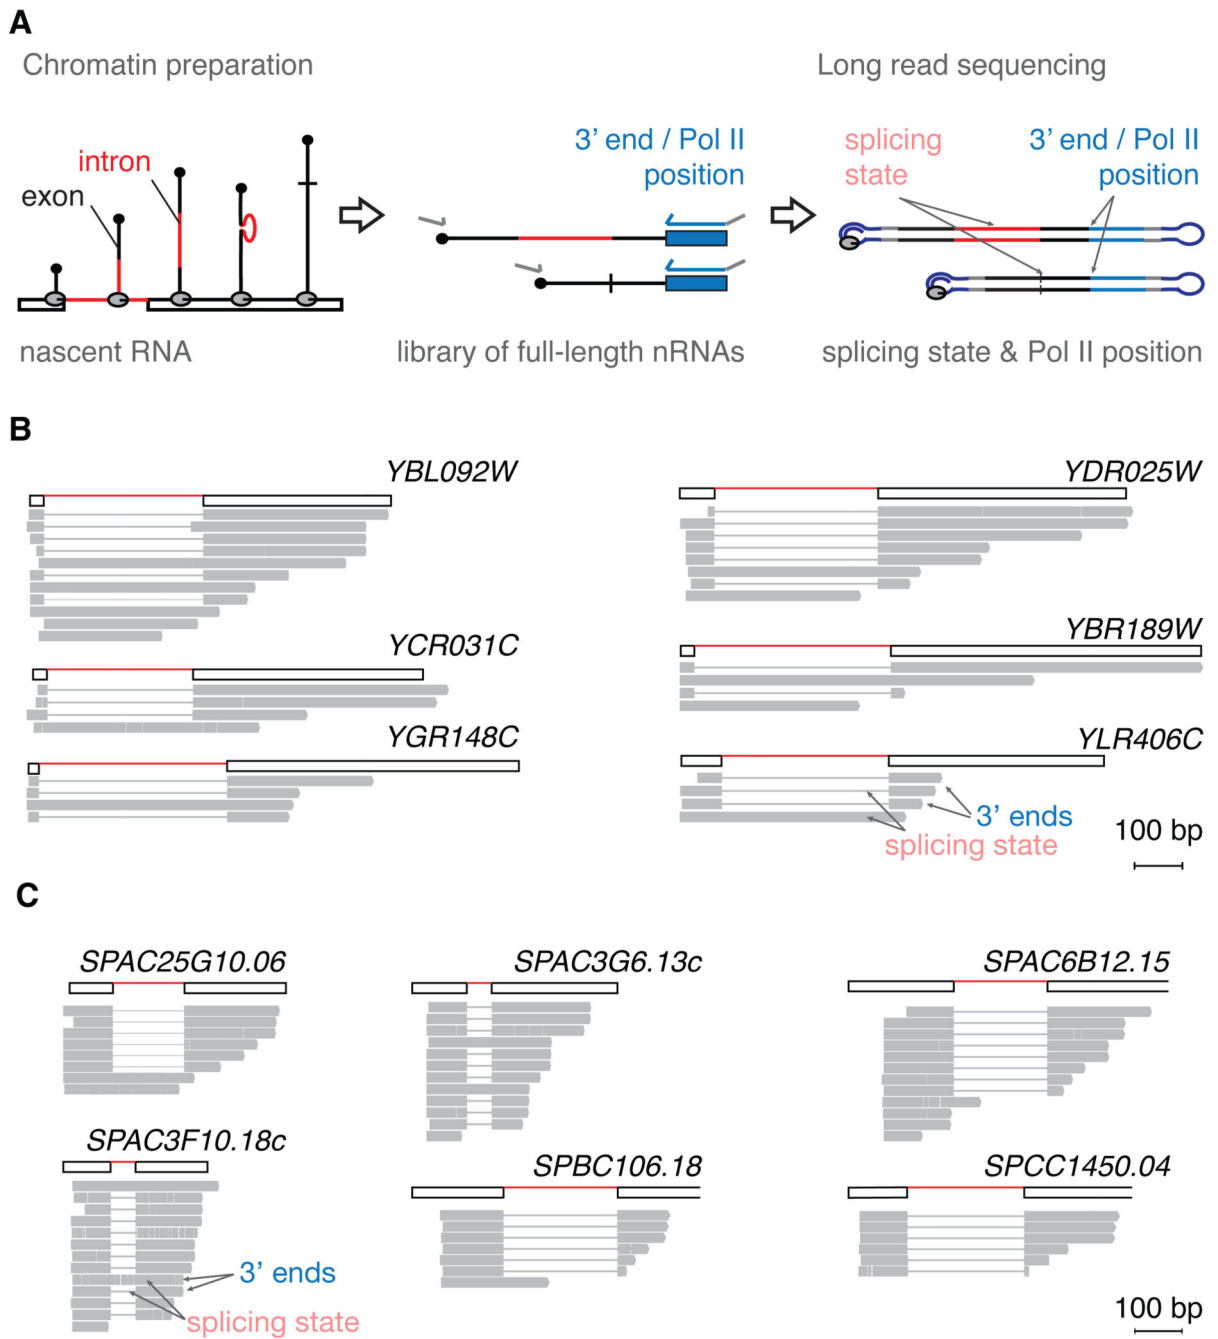 A
Chromatin preparation
Long read sequencing
intron
exon
3’ end / Pol II
position
splicing
state
3’ end / Pol II
position
nascent RNA
library of full-length nRNAs
splicing state & Pol II position
B
YBL092W
YDR025W
YCR031C
YBR189W
YGR148C
YLR406C
3’ ends
splicing state
100 bp
C
SPAC25G10.06
SPAC3G6.13c
SPAC6B12.15
SPAC3F10.18c
SPBC106.18
SPCC1450.04
3’ ends
splicing state
100 bp